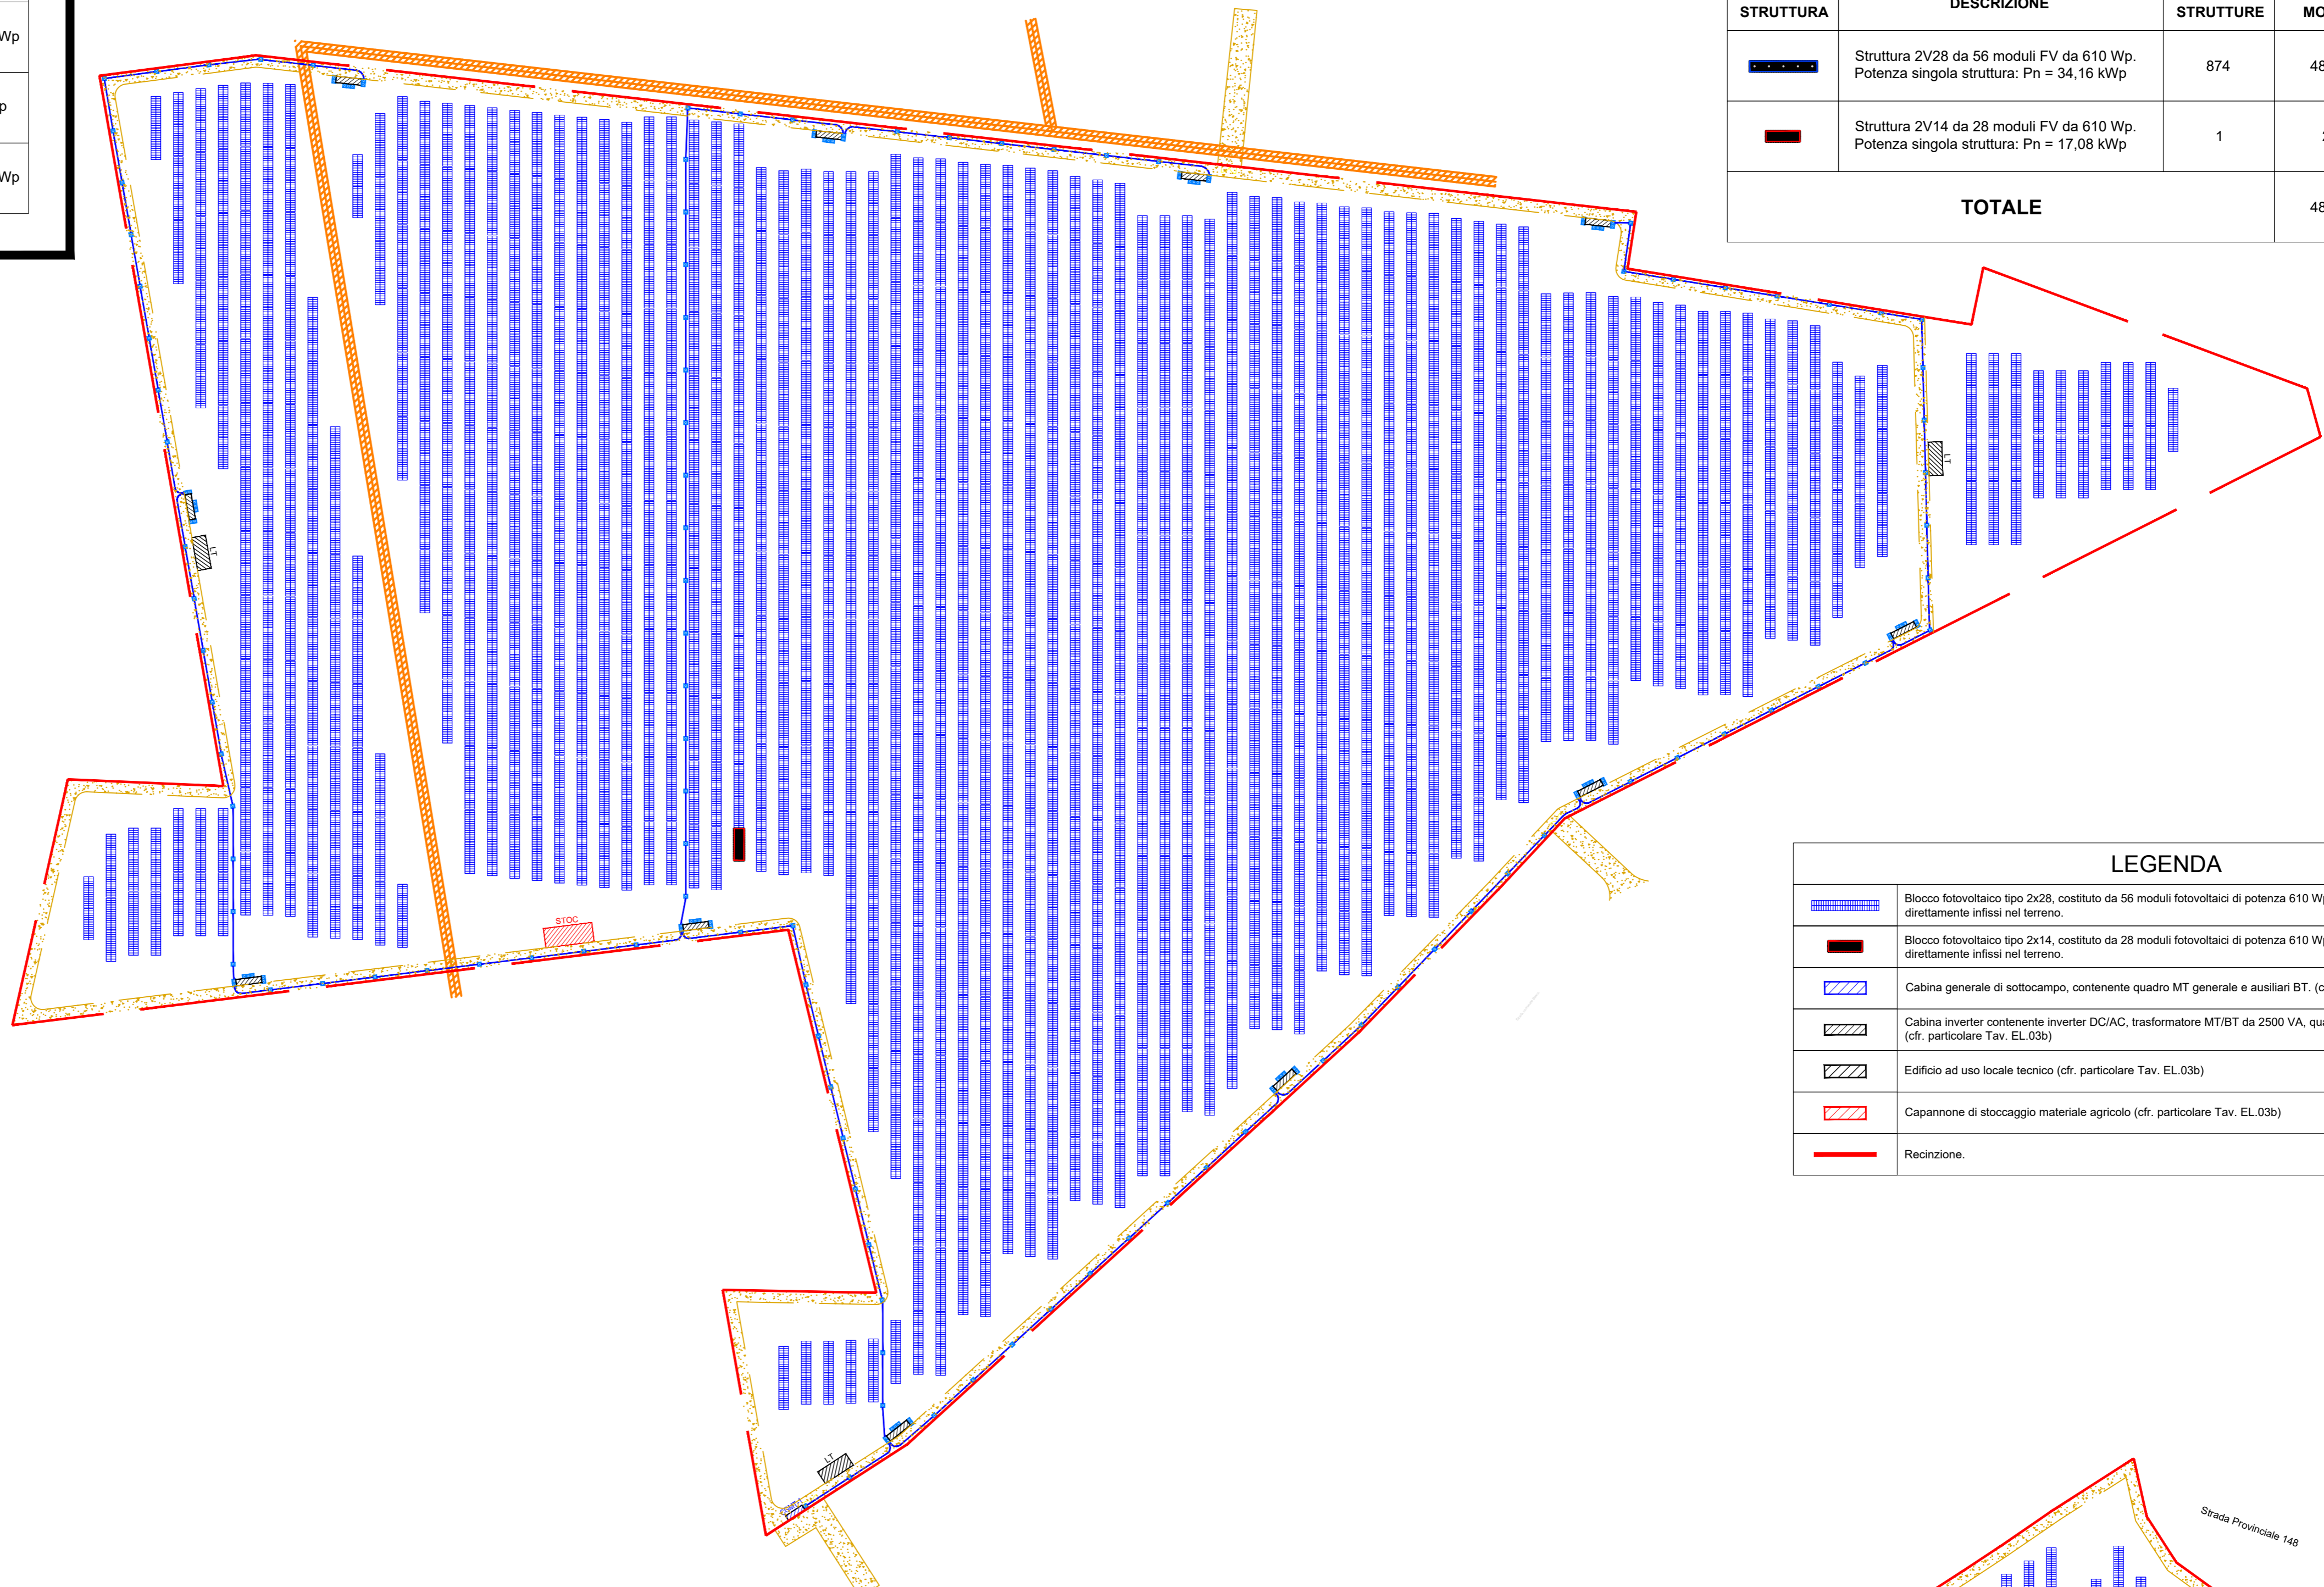 Wp
p
Wp
STRUTTURA
DESCRIZIONE
STRUTTURE
Struttura 2V28 da 56 moduli FV da 610 Wp.
Potenza singola struttura: Pn = 34,16 kWp
874
48
Struttura 2V14 da 28 moduli FV da 610 Wp.
Potenza singola struttura: Pn = 17,08 kWp
1
TOTALE
48
LT
LT
STOC
LT
LEGENDA
Blocco fotovoltaico tipo 2x28, costituito da 56 moduli fotovoltaici di potenza 610 W
direttamente infissi nel terreno.
Blocco fotovoltaico tipo 2x14, costituito da 28 moduli fotovoltaici di potenza 610 W
direttamente infissi nel terreno.
Cabina generale di sottocampo, contenente quadro MT generale e ausiliari BT. (c
Cabina inverter contenente inverter DC/AC, trasformatore MT/BT da 2500 VA, qu
(cfr. particolare Tav. EL.03b)
Edificio ad uso locale tecnico (cfr. particolare Tav. EL.03b)
Capannone di stoccaggio materiale agricolo (cfr. particolare Tav. EL.03b)
Recinzione.
Strada Provinciale 148